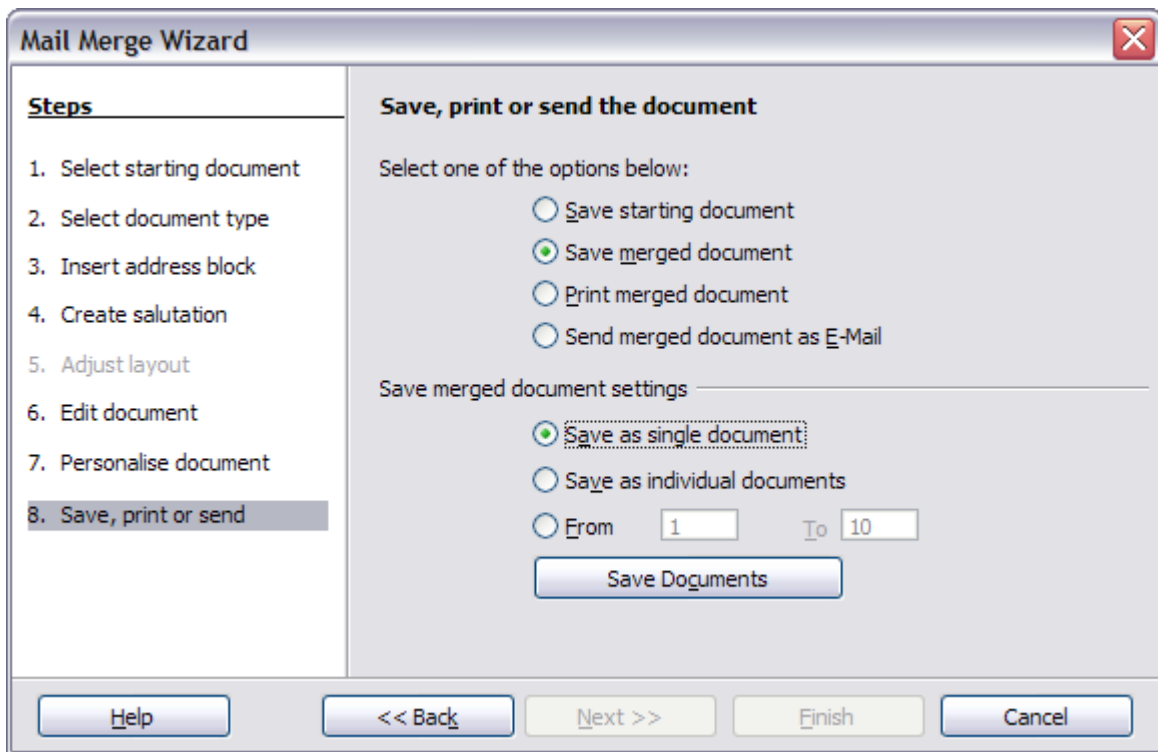 Mail Merge Wizard
Steps
1. Select starting document
2. Select document type
3. Insert address block
4. Create salutation
5. Adjust layout
6. Edit document
7. Personalise document
8. Save, print or send
Save, print or send the document
Select one of the options below:
Save starting document
Save merged document
Print merged document
Send merged document as E-Mail
Save merged document settings
Save as single document
Save as individual documents
From 1 To 10
Save Documents
Help << Back Next >> Finish Cancel